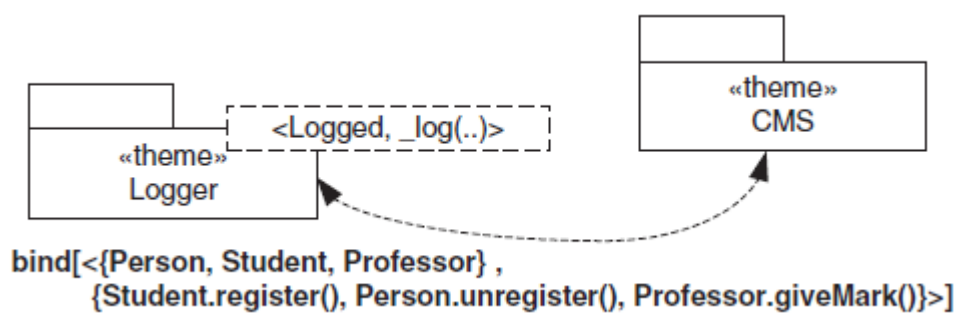 «theme»
CMS
<Logged, _log(..)>
«theme»
Logger
bind[<{Person, Student, Professor} ,
{Student.register(), Person.unregister(), Professor.giveMark()}>]